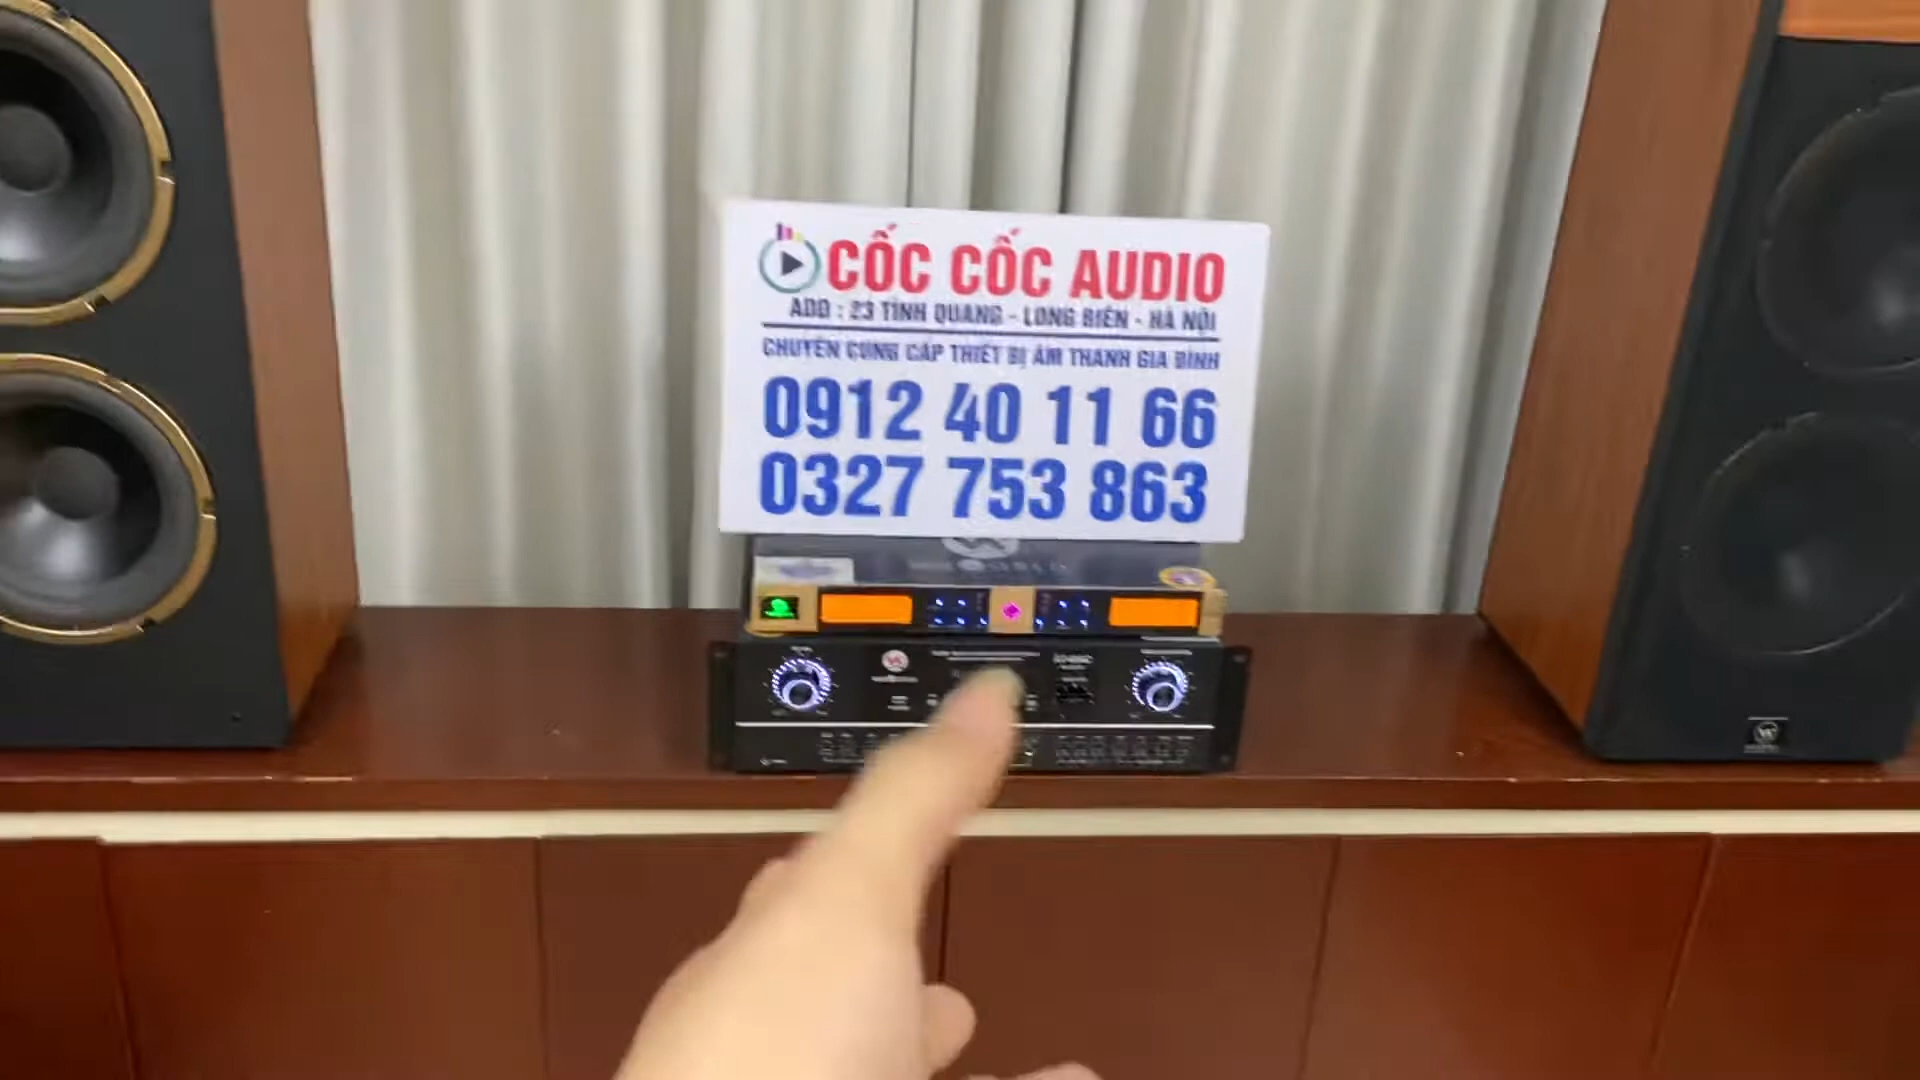 CỐC CỐC AUDIO
ADD : 23 TÌNH QUANG - LONG BIÊN - HÀ NỘI
CHUYÊN CUNG CẤP THIẾT BỊ ÂM THANH GIA ĐÌNH
0912 40 11 66
0327 753 863